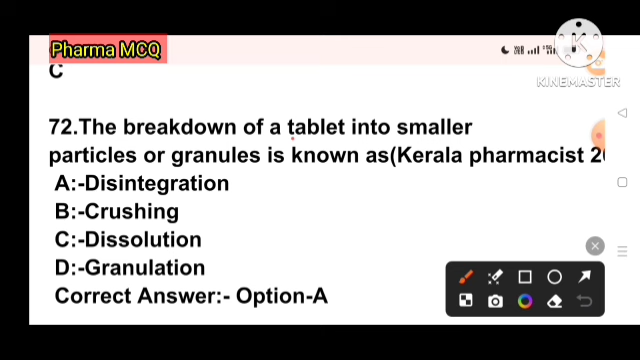 Pharma MCQ
C
KINEMASTER
72.The breakdown of a tablet into smaller
particles or granules is known as(Kerala pharmacist 2
A:-Disintegration
B:-Crushing
C:-Dissolution
D:-Granulation
Correct Answer:- Option-A